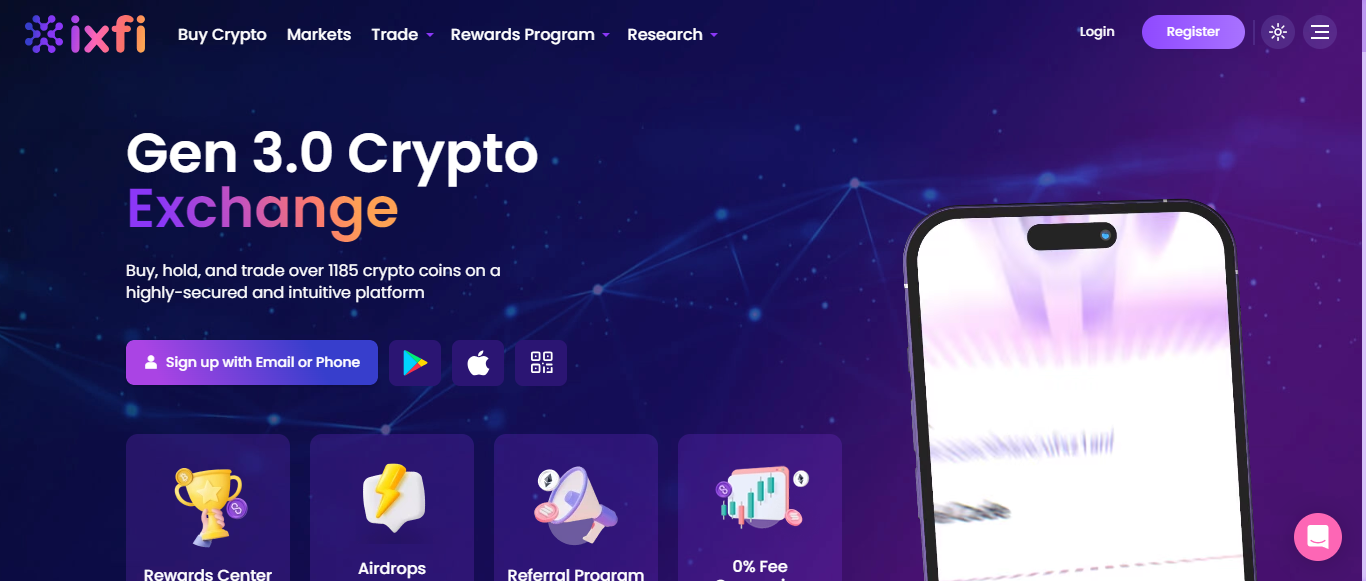 ixfi
Buy Crypto
Markets
Trade
Rewards Program
Research
Login
Register
Gen 3.0 Crypto
Exchange
Buy, hold, and trade over 1185 crypto coins on a
highly-secured and intuitive platform
Sign up with Email or Phone
Rewards Center
Airdrops
Referral Program
0% Fee